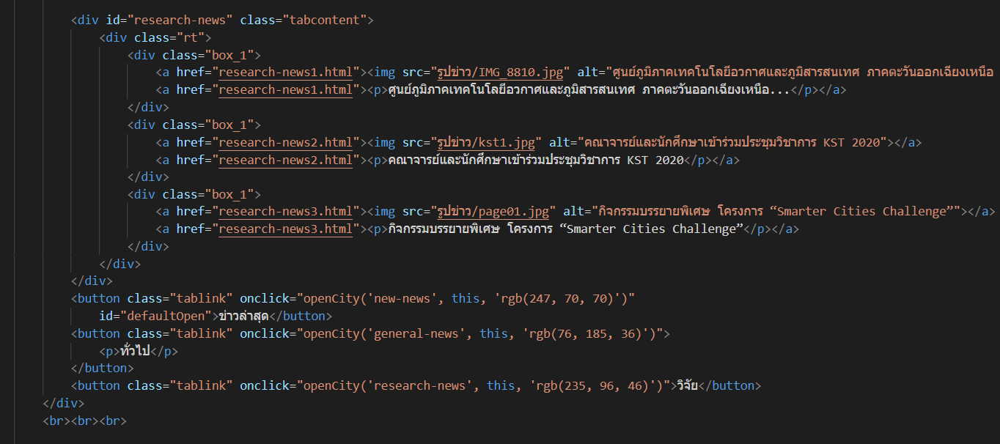 <div id="research-news" class="tabcontent">
<div class="rt">
<div class="box_1">
<a href="research-news1.html"><img src="รูปข่าว/IMG_8810.jpg" alt="ศูนย์ภูมิภาคเทคโนโลยีอวกาศและภูมิสารสนเทศ ภาคตะวันออกเฉียงเหนือ
<a href="research-news1.html"><p>ศูนย์ภูมิภาคเทคโนโลยีอวกาศและภูมิสารสนเทศ ภาคตะวันออกเฉียงเหนือ...</p></a>
</div>
<div class="box_1">
<a href="research-news2.html"><img src="รูปข่าว/kst1.jpg" alt="คณาจารย์และนักศึกษาเข้าร่วมประชุมวิชาการ KST 2020"></a>
<a href="research-news2.html"><p>คณาจารย์และนักศึกษาเข้าร่วมประชุมวิชาการ KST 2020</p></a>
</div>
<div class="box_1">
<a href="research-news3.html"><img src="รูปข่าว/page01.jpg" alt="กิจกรรมบรรยายพิเศษ โครงการ “Smarter Cities Challenge”"></a>
<a href="research-news3.html"><p>กิจกรรมบรรยายพิเศษ โครงการ “Smarter Cities Challenge”</p></a>
</div>
</div>
</div>
<button class="tablink" onclick="openCity('new-news', this, 'rgb(247, 70, 70)')"
id="defaultOpen">ข่าวล่าสุด</button>
<button class="tablink" onclick="openCity('general-news', this, 'rgb(76, 185, 36)')">
<p>ทั่วไป</p>
</button>
<button class="tablink" onclick="openCity('research-news', this, 'rgb(235, 96, 46)')">วิจัย</button>
</div>
<br><br><br>